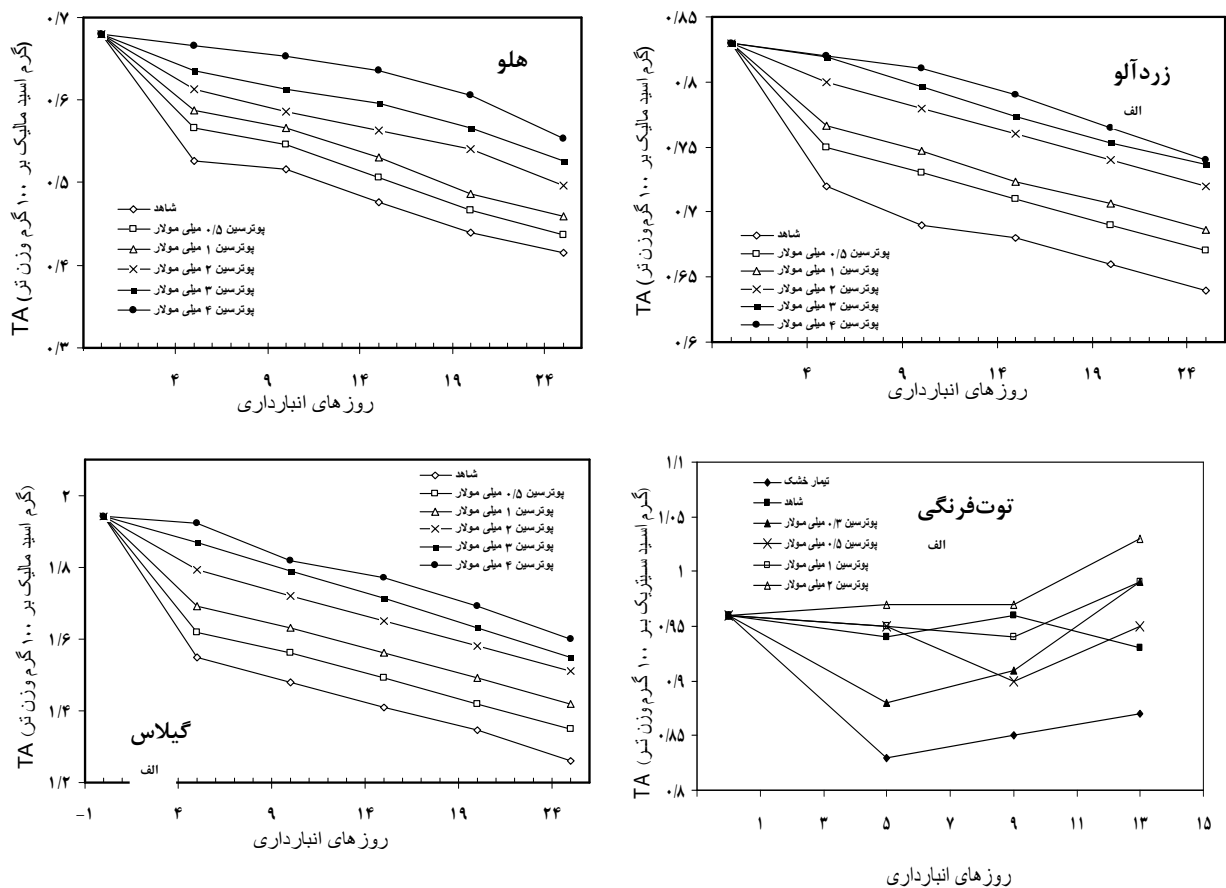 هلو
TA (گرم اسید مالیک بر ۱۰۰ گرم وزن تر)
۰/۷
۰/۶
۰/۵
۰/۴
۰/۳
شاهد
پوترسین ۰/۵ میلی مولار
پوترسین ۱ میلی مولار
پوترسین ۲ میلی مولار
پوترسین ۳ میلی مولار
پوترسین ۴ میلی مولار
۴ ۹ ۱۴ ۱۹ ۲۴
روزهای انبارداری
زردآلو
الف
TA (گرم اسید مالیک بر ۱۰۰ گرم وزن تر)
۰/۸۵
۰/۸
۰/۷۵
۰/۷
۰/۶۵
۰/۶
شاهد
پوترسین ۰/۵ میلی مولار
پوترسین ۱ میلی مولار
پوترسین ۲ میلی مولار
پوترسین ۳ میلی مولار
پوترسین ۴ میلی مولار
۴ ۹ ۱۴ ۱۹ ۲۴
روزهای انبارداری
گیلاس
الف
TA (گرم اسید مالیک بر ۱۰۰ گرم وزن تر)
۲
۱/۸
۱/۶
۱/۴
۱/۲
شاهد
پوترسین ۰/۵ میلی مولار
پوترسین ۱ میلی مولار
پوترسین ۲ میلی مولار
پوترسین ۳ میلی مولار
پوترسین ۴ میلی مولار
−۱ ۴ ۹ ۱۴ ۱۹ ۲۴
روزهای انبارداری
توت‌فرنگی
الف
TA (گرم اسید سیتریک بر ۱۰۰ گرم وزن تر)
۱/۱
۱/۰۵
۱
۰/۹۵
۰/۹
۰/۸۵
۰/۸
تیمار خشک
شاهد
پوترسین ۰/۳ میلی مولار
پوترسین ۰/۵ میلی مولار
پوترسین ۱ میلی مولار
پوترسین ۲ میلی مولار
۱ ۳ ۵ ۷ ۹ ۱۱ ۱۳ ۱۵
روزهای انبارداری